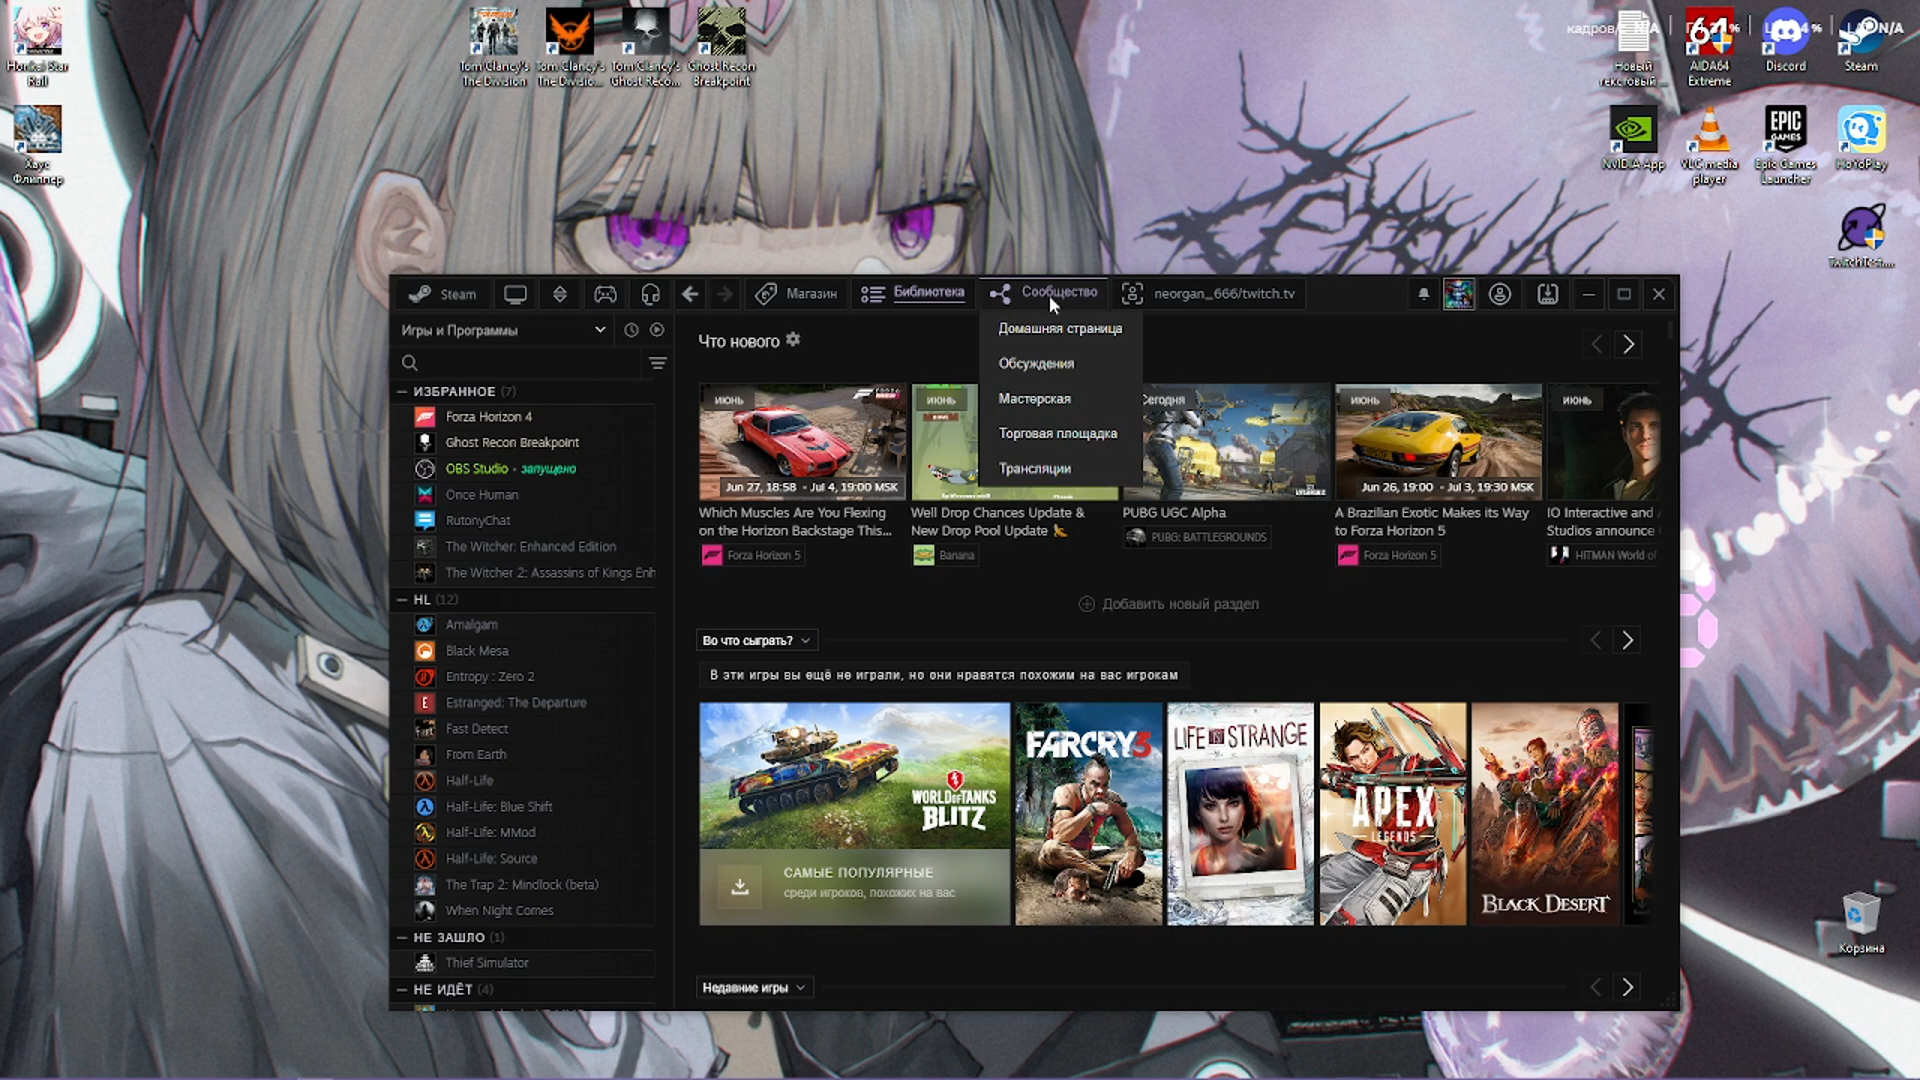 Honkai Star
Rail
Хаус
Флиппер
Tom Clancy's
The Division
Tom Clancy's
The Divisio...
Tom Clancy's
Ghost Reco...
Ghost Recon
Breakpoint
Новый
текстовый ...
64
AIDA64
Extreme
Discord
Steam
N/A
NVIDIA App
VLC media
player
EPIC
GAMES
Epic Games
Launcher
HoYoPlay
TwitchTest....
Корзина
Steam
Магазин
Библиотека
Сообщество
neorgan_666/twitch.tv
Домашняя страница
Обсуждения
Мастерская
Торговая площадка
Трансляции
Игры и Программы
ИЗБРАННОЕ (7)
Forza Horizon 4
Ghost Recon Breakpoint
OBS Studio - запущено
Once Human
RutonyChat
The Witcher: Enhanced Edition
The Witcher 2: Assassins of Kings Enh
HL (12)
Amalgam
Black Mesa
Entropy : Zero 2
Estranged: The Departure
Fast Detect
From Earth
Half-Life
Half-Life: Blue Shift
Half-Life: MMod
Half-Life: Source
The Trap 2: Mindlock (beta)
When Night Comes
НЕ ЗАШЛО (1)
Thief Simulator
НЕ ИДЁТ (4)
Что нового
ИЮНЬ
Jun 27, 18:58 - Jul 4, 19:00 MSK
Which Muscles Are You Flexing
on the Horizon Backstage This...
Forza Horizon 5
ИЮНЬ
Well Drop Chances Update &
New Drop Pool Update
Banana
Сегодня
PUBG UGC Alpha
PUBG: BATTLEGROUNDS
ИЮНЬ
Jun 26, 19:00 - Jul 3, 19:30 MSK
A Brazilian Exotic Makes its Way
to Forza Horizon 5
Forza Horizon 5
ИЮНЬ
IO Interactive and
Studios announce
HITMAN World of
Добавить новый раздел
Во что сыграть?
В эти игры вы ещё не играли, но они нравятся похожим на вас игрокам
WORLD OF TANKS
BLITZ
САМЫЕ ПОПУЛЯРНЫЕ
среди игроков, похожих на вас
FARCRY3
LIFE IS STRANGE
APEX
LEGENDS
BLACK DESERT
Недавние игры